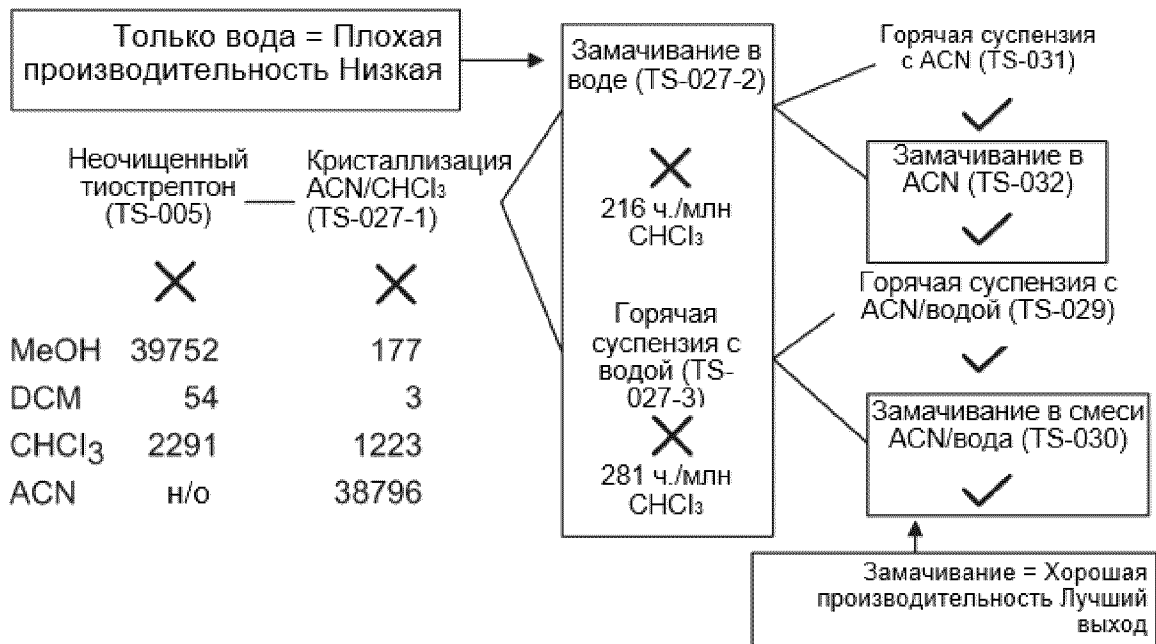 Только вода = Плохая
производительность Низкая
Неочищенный
тиострептон
(TS-005)
Кристаллизация
ACN/CHCl₃
(TS-027-1)
MeOH 39752 177
DCM 54 3
CHCl₃ 2291 1223
ACN н/о 38796
Замачивание в
воде (TS-027-2)
216 ч./млн
CHCl₃
Горячая
суспензия с
водой (TS-
027-3)
281 ч./млн
CHCl₃
Горячая суспензия
с ACN (TS-031)
Замачивание в
ACN (TS-032)
Горячая суспензия с
ACN/водой (TS-029)
Замачивание в смеси
ACN/вода (TS-030)
Замачивание = Хорошая
производительность Лучший
выход